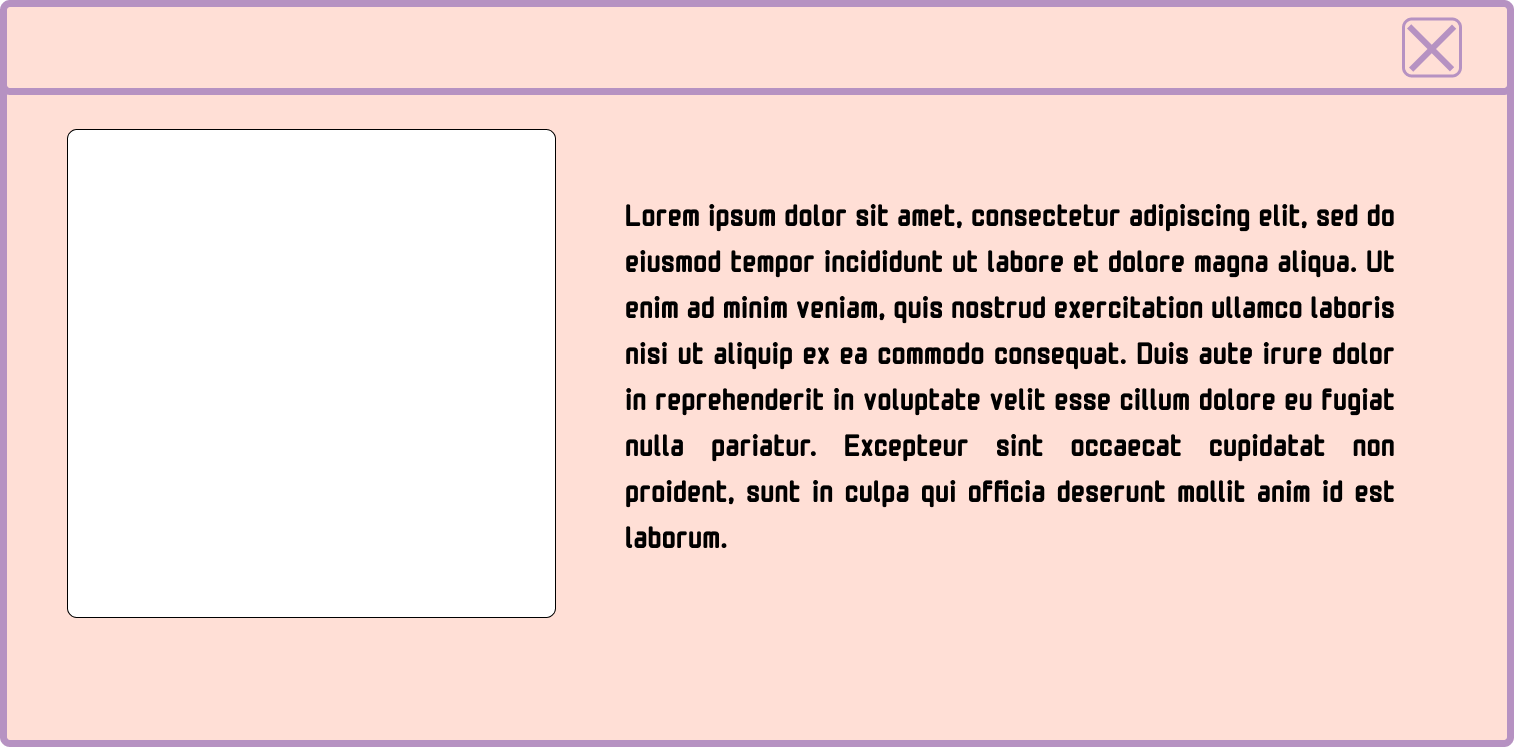 Lorem ipsum dolor sit amet, consectetur adipiscing elit, sed do
eiusmod tempor incididunt ut labore et dolore magna aliqua. Ut
enim ad minim veniam, quis nostrud exercitation ullamco laboris
nisi ut aliquip ex ea commodo consequat. Duis aute irure dolor
in reprehenderit in voluptate velit esse cillum dolore eu fugiat
nulla pariatur. Excepteur sint occaecat cupidatat non
proident, sunt in culpa qui officia deserunt mollit anim id est
laborum.